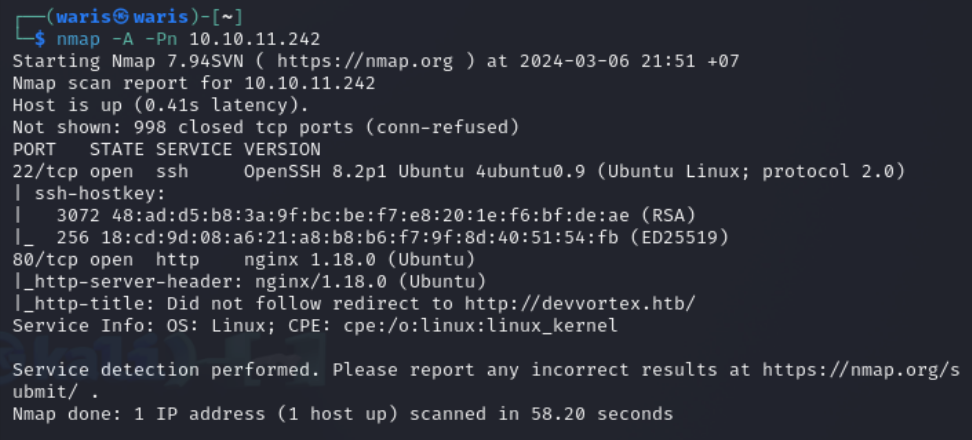 ┌──(waris㉿waris)-[~]
└─$ nmap -A -Pn 10.10.11.242
Starting Nmap 7.94SVN ( https://nmap.org ) at 2024-03-06 21:51 +07
Nmap scan report for 10.10.11.242
Host is up (0.41s latency).
Not shown: 998 closed tcp ports (conn-refused)
PORT   STATE SERVICE VERSION
22/tcp open  ssh     OpenSSH 8.2p1 Ubuntu 4ubuntu0.9 (Ubuntu Linux; protocol 2.0)
| ssh-hostkey:
|   3072 48:ad:d5:b8:3a:9f:bc:be:f7:e8:20:1e:f6:bf:de:ae (RSA)
|_  256 18:cd:9d:08:a6:21:a8:b8:b6:f7:9f:8d:40:51:54:fb (ED25519)
80/tcp open  http    nginx 1.18.0 (Ubuntu)
|_http-server-header: nginx/1.18.0 (Ubuntu)
|_http-title: Did not follow redirect to http://devvortex.htb/
Service Info: OS: Linux; CPE: cpe:/o:linux:linux_kernel
Service detection performed. Please report any incorrect results at https://nmap.org/s
ubmit/ .
Nmap done: 1 IP address (1 host up) scanned in 58.20 seconds